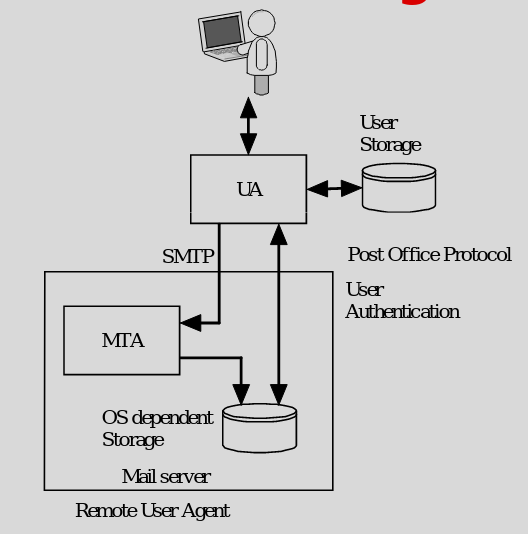 User
Storage
UA
SMTP
Post Office Protocol
User
Authentication
MTA
OS dependent
Storage
Mail server
Remote User Agent